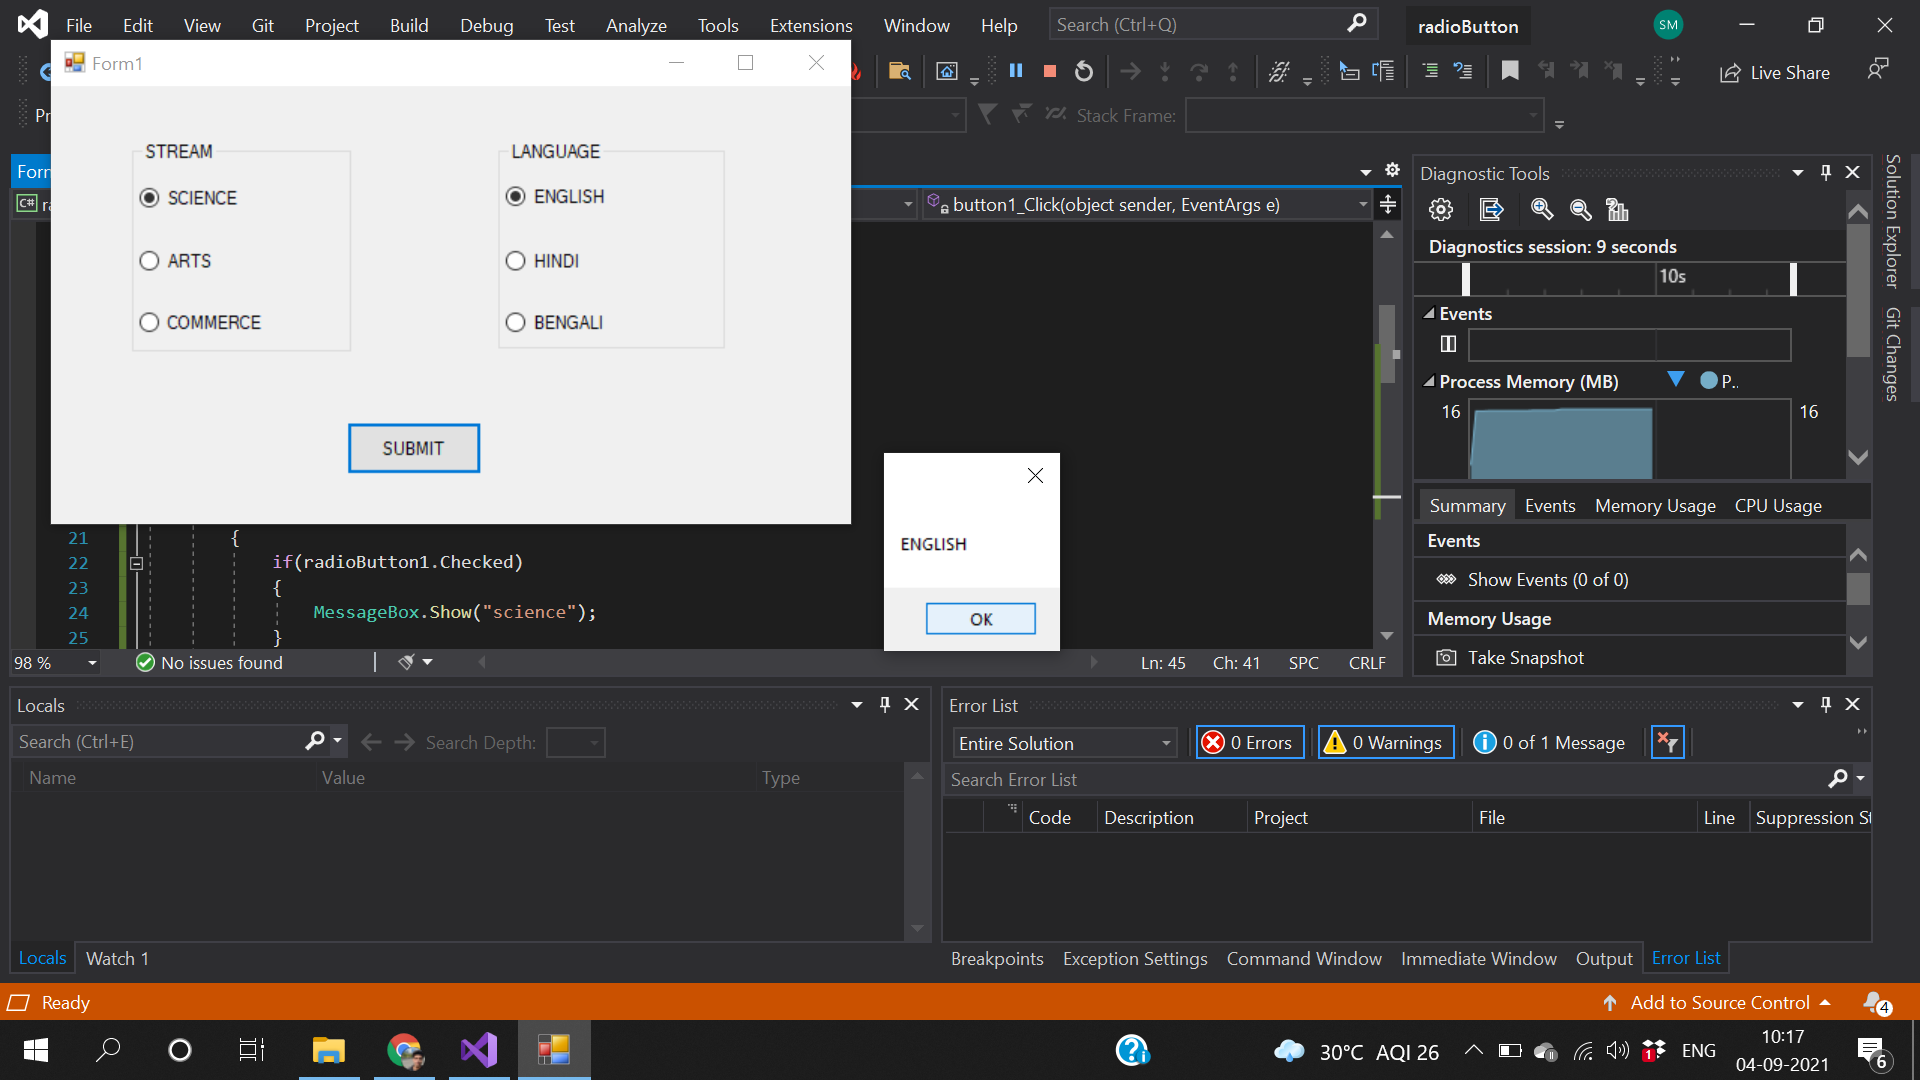 File Edit View Git Project Build Debug Test Analyze Tools Extensions Window Help Search (Ctrl+Q) radioButton SM
Form1
Live Share
Stack Frame:
STREAM
SCIENCE
ARTS
COMMERCE
LANGUAGE
ENGLISH
HINDI
BENGALI
SUBMIT
button1_Click(object sender, EventArgs e)
21 {
22 if(radioButton1.Checked)
23 {
24 MessageBox.Show("science");
25 }
ENGLISH
OK
98 % No issues found Ln: 45 Ch: 41 SPC CRLF
Diagnostic Tools
Diagnostics session: 9 seconds
10s
Events
Process Memory (MB) P..
16 16
Summary Events Memory Usage CPU Usage
Events
Show Events (0 of 0)
Memory Usage
Take Snapshot
Solution Explorer
Git Changes
Locals
Search (Ctrl+E) Search Depth:
Name Value Type
Locals Watch 1
Error List
Entire Solution 0 Errors 0 Warnings 0 of 1 Message
Search Error List
Code Description Project File Line Suppression St
Breakpoints Exception Settings Command Window Immediate Window Output Error List
Ready Add to Source Control 4
30°C AQI 26 1 ENG 10:17
04-09-2021 6